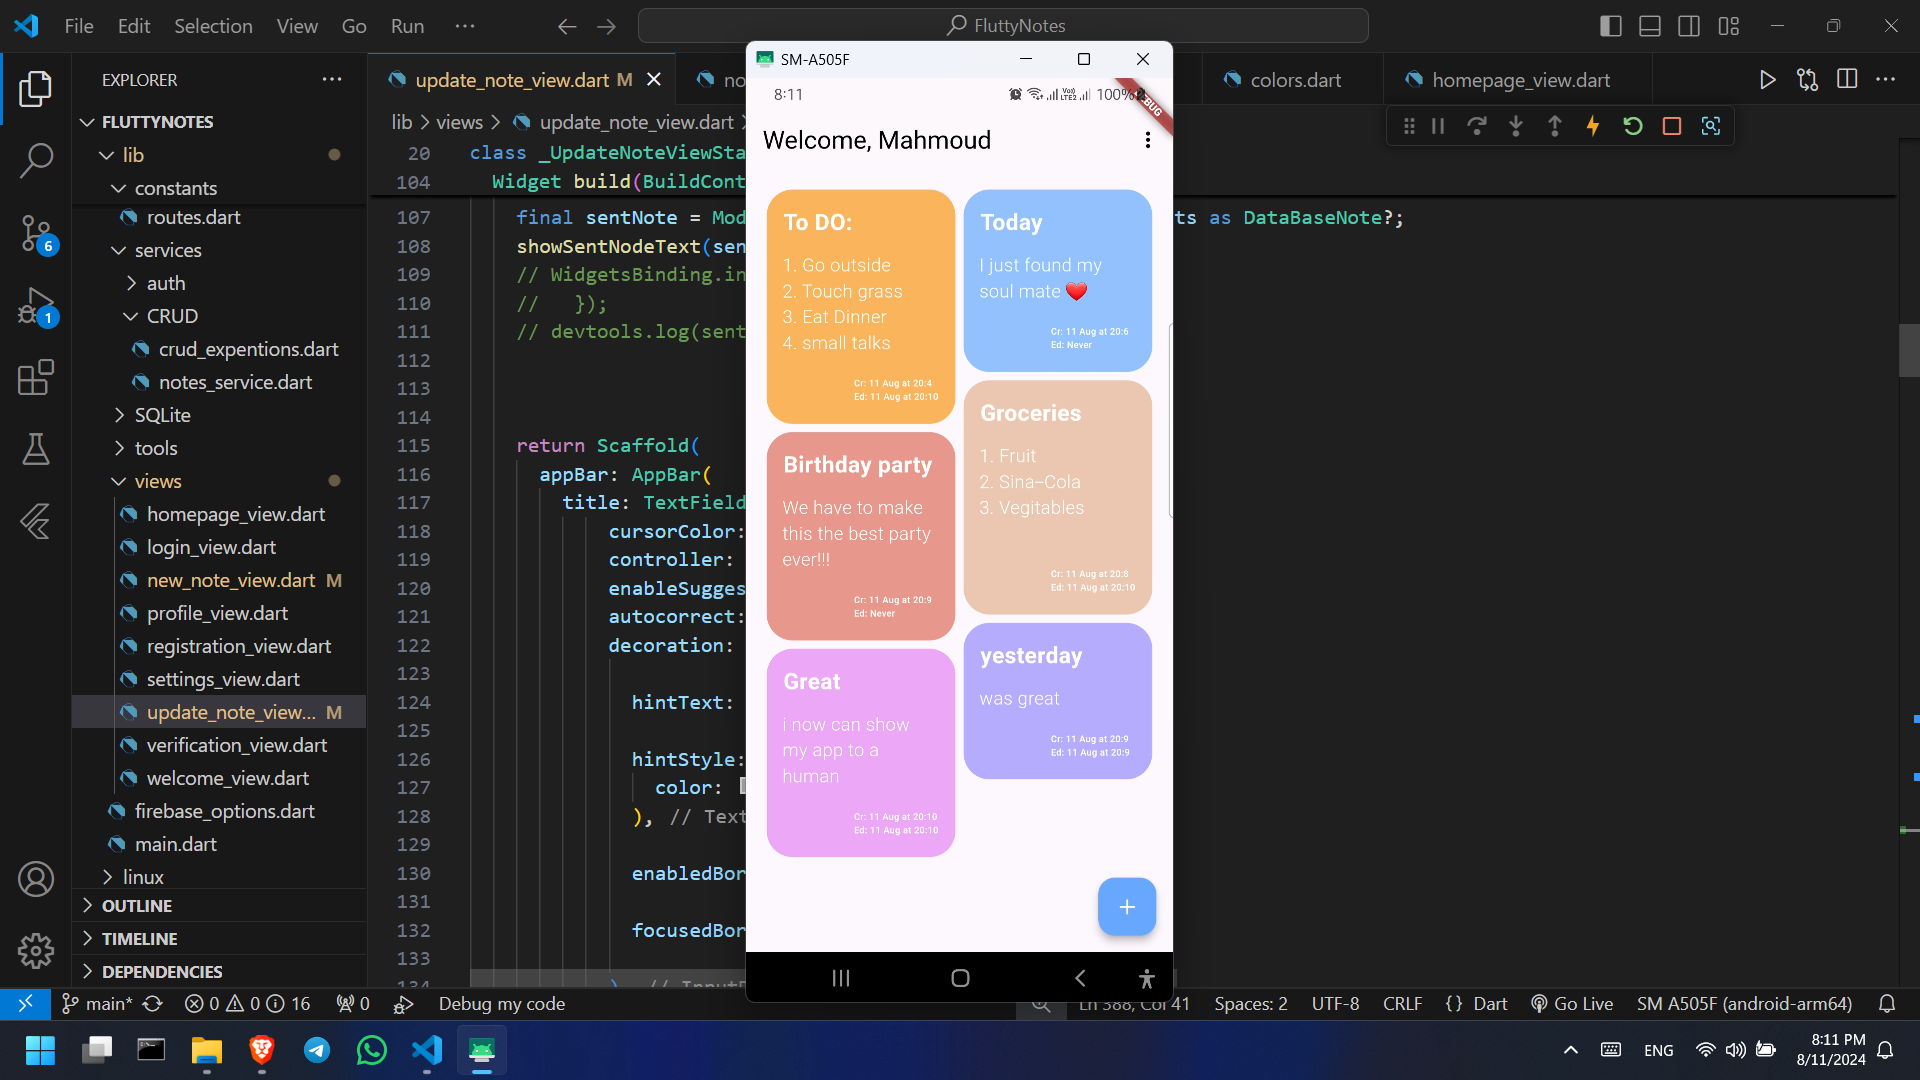 File Edit Selection View Go Run ···
FluttyNotes
EXPLORER
FLUTTYNOTES
lib
constants
routes.dart
services
auth
CRUD
crud_expentions.dart
notes_service.dart
SQLite
tools
views
homepage_view.dart
login_view.dart
new_note_view.dart M
profile_view.dart
registration_view.dart
settings_view.dart
update_note_view... M
verification_view.dart
welcome_view.dart
firebase_options.dart
main.dart
linux
OUTLINE
TIMELINE
DEPENDENCIES
update_note_view.dart M
no
colors.dart
homepage_view.dart
lib > views > update_note_view.dart >
20 class _UpdateNoteViewSta
104 Widget build(BuildCont
107 final sentNote = Mod
ts as DataBaseNote?;
108 showSentNodeText(sen
109 // WidgetsBinding.in
110 // });
111 // devtools.log(sent
112
113
114
115 return Scaffold(
116 appBar: AppBar(
117 title: TextField
118 cursorColor:
119 controller:
120 enableSugges
121 autocorrect:
122 decoration:
123
124 hintText:
125
126 hintStyle:
127 color:
128 ), // Text
129
130 enabledBor
131
132 focusedBor
133
134 ), // InputD
SM-A505F
8:11
Vo)) LTE2 100%
BUG
Welcome, Mahmoud
To DO:
1. Go outside
2. Touch grass
3. Eat Dinner
4. small talks
Cr: 11 Aug at 20:4
Ed: 11 Aug at 20:10
Today
I just found my
soul mate ❤️
Cr: 11 Aug at 20:6
Ed: Never
Birthday party
We have to make
this the best party
ever!!!
Cr: 11 Aug at 20:9
Ed: Never
Groceries
1. Fruit
2. Sina-Cola
3. Vegitables
Cr: 11 Aug at 20:8
Ed: 11 Aug at 20:10
Great
i now can show
my app to a
human
Cr: 11 Aug at 20:10
Ed: 11 Aug at 20:10
yesterday
was great
Cr: 11 Aug at 20:9
Ed: 11 Aug at 20:9
+
6
1
main* 0 0 16 0 Debug my code
Ln 388, Col 41 Spaces: 2 UTF-8 CRLF {} Dart Go Live SM A505F (android-arm64)
ENG
8:11 PM
8/11/2024